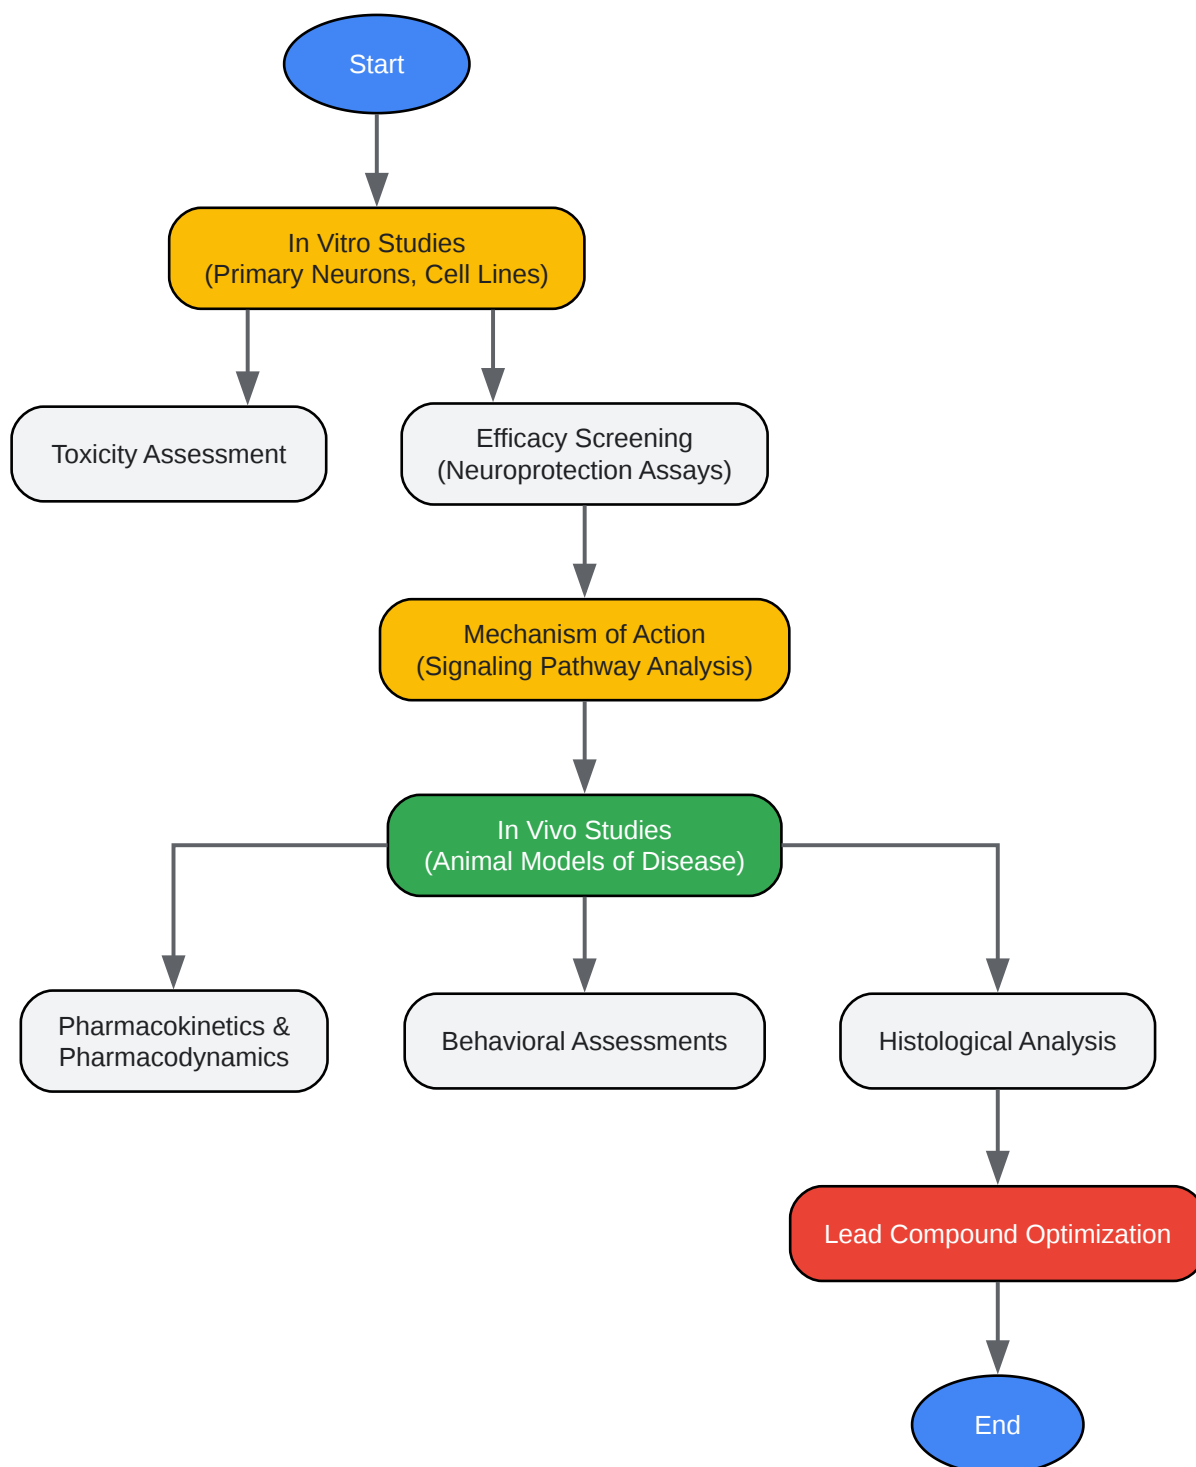 Start
In Vitro Studies
(Primary Neurons, Cell Lines)
Toxicity Assessment
Efficacy Screening
(Neuroprotection Assays)
Mechanism of Action
(Signaling Pathway Analysis)
In Vivo Studies
(Animal Models of Disease)
Pharmacokinetics &
Pharmacodynamics
Behavioral Assessments
Histological Analysis
Lead Compound Optimization
End